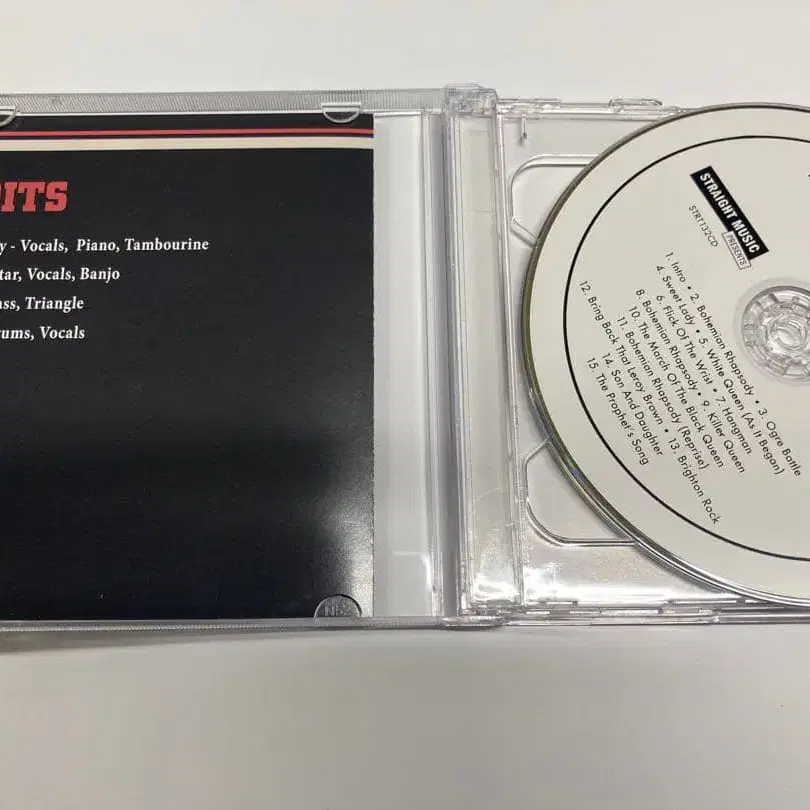 DITS
y - Vocals, Piano, Tambourine
tar, Vocals, Banjo
ass, Triangle
rums, Vocals
STRAIGHT MUSIC
PRESENTS
STRT132CD
1. Intro • 2. Bohemian Rhapsody • 3. Ogre Battle
4. Sweet Lady • 5. White Queen (As It Began)
6. Flick Of The Wrist • 7. Hangman
8. Bohemian Rhapsody • 9. Killer Queen
10. The March Of The Black Queen
11. Bohemian Rhapsody (Reprise)
12. Bring Back That Leroy Brown • 13. Brighton Rock
14. Son And Daughter
15. The Prophet's Song